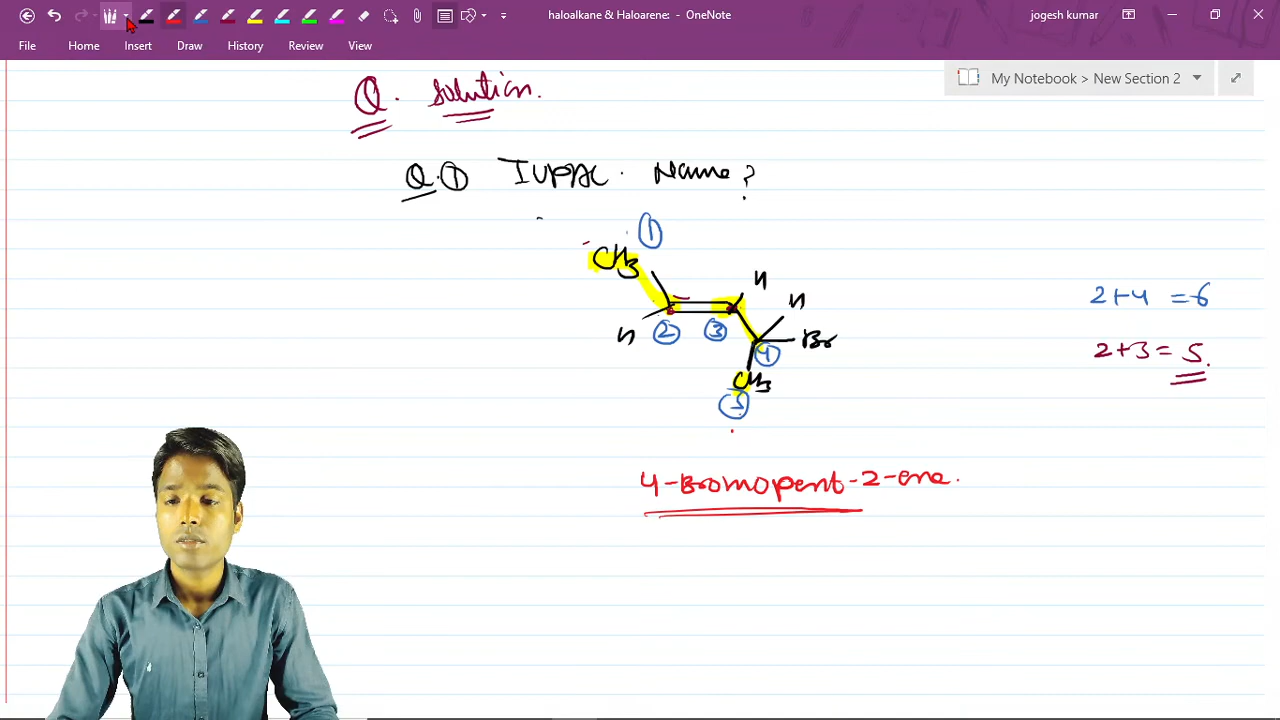 haloalkane & Haloarene: - OneNote
jogesh kumar
File Home Insert Draw History Review View
My Notebook > New Section 2
Q. Solution.
Q.① IUPAC. Name?
①
CH3
H
H
2+4 =6
H ② ③ Br
④
2+3=5.
CH3
⑤
4-Bromopent-2-ene.